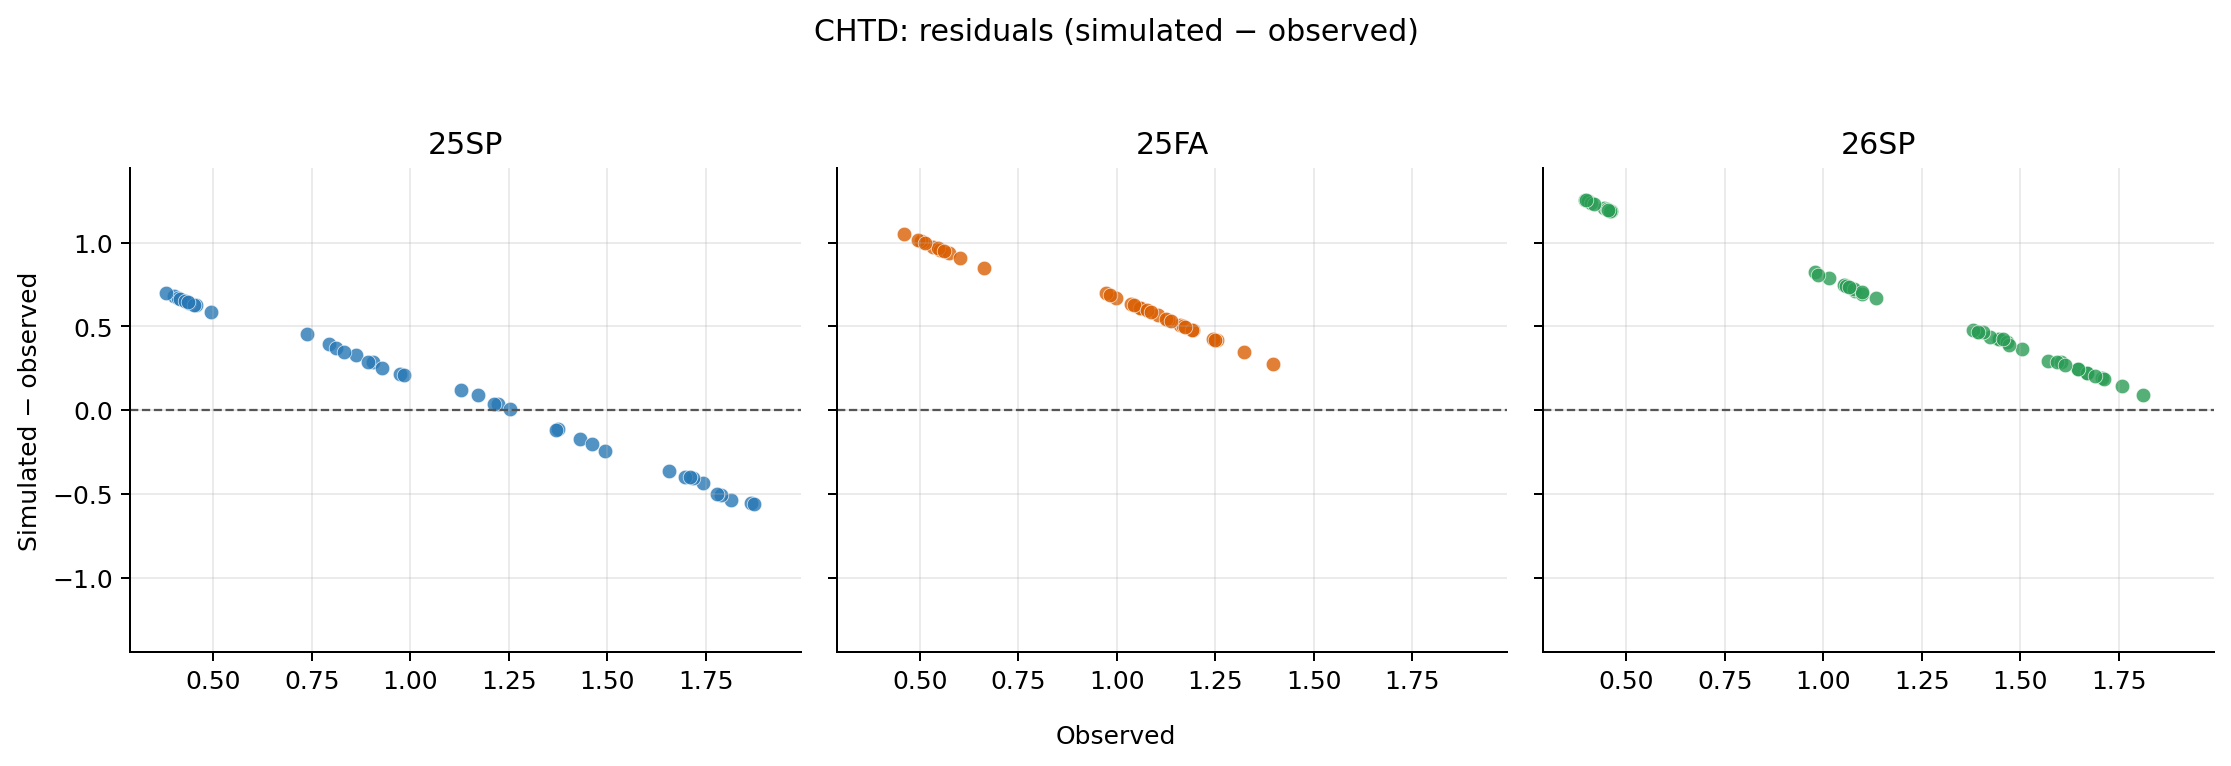 CHTD: residuals (simulated − observed)
25SP
25FA
26SP
Simulated − observed
1.0
0.5
0.0
−0.5
−1.0
0.50 0.75 1.00 1.25 1.50 1.75
0.50 0.75 1.00 1.25 1.50 1.75
0.50 0.75 1.00 1.25 1.50 1.75
Observed